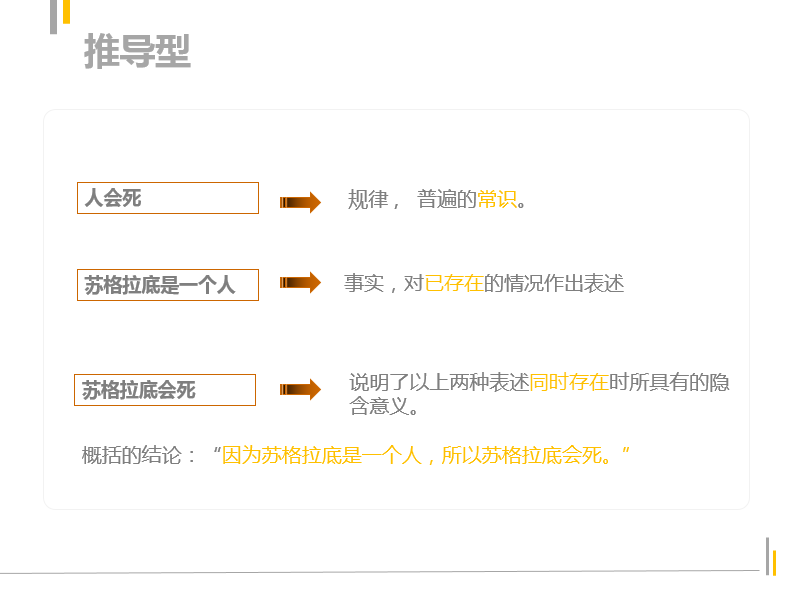 推导型
人会死
规律， 普遍的常识。
苏格拉底是一个人
事实，对已存在的情况作出表述
苏格拉底会死
说明了以上两种表述同时存在时所具有的隐
含意义。
概括的结论：“因为苏格拉底是一个人，所以苏格拉底会死。”